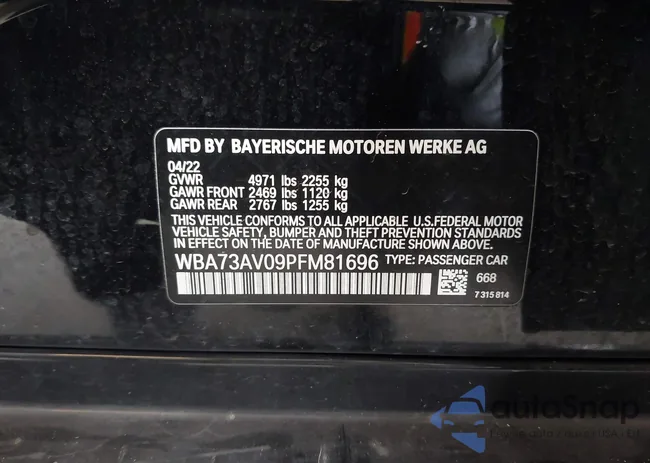 MFD BY BAYERISCHE MOTOREN WERKE AG
04/22
GVWR 4971 lbs 2255 kg
GAWR FRONT 2469 lbs 1120 kg
GAWR REAR 2767 lbs 1255 kg
THIS VEHICLE CONFORMS TO ALL APPLICABLE U.S.FEDERAL MOTOR
VEHICLE SAFETY, BUMPER AND THEFT PREVENTION STANDARDS
IN EFFECT ON THE DATE OF MANUFACTURE SHOWN ABOVE.
WBA73AV09PFM81696 TYPE: PASSENGER CAR
668
7 315 814
autoSnap